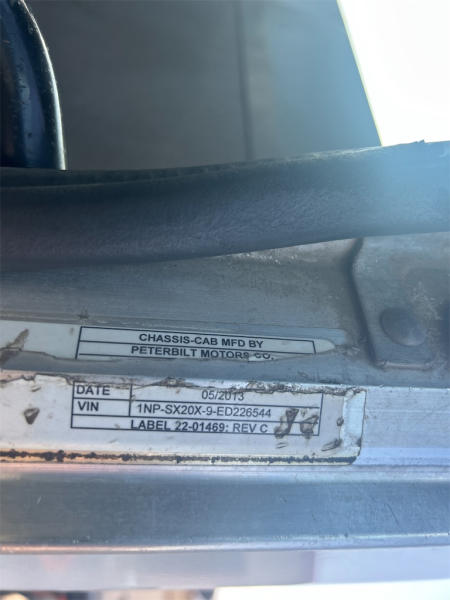 CHASSIS-CAB MFD BY
PETERBILT MOTORS CO.
DATE 05/2013
VIN 1NP-SX20X-9-ED226544
LABEL 22-01469: REV C